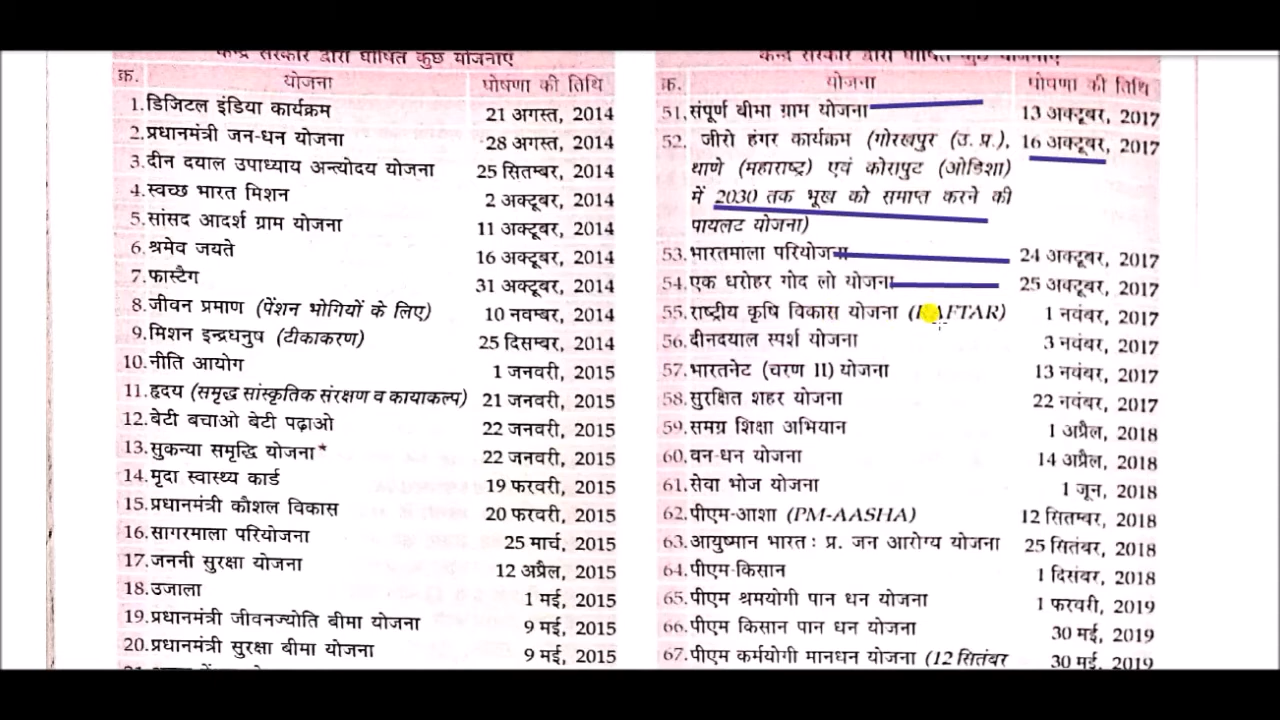 केन्द्र सरकार द्वारा घोषित कुछ योजनाएं
क्र. योजना घोषणा की तिथि
1. डिजिटल इंडिया कार्यक्रम 21 अगस्त, 2014
2. प्रधानमंत्री जन-धन योजना 28 अगस्त, 2014
3. दीन दयाल उपाध्याय अन्त्योदय योजना 25 सितम्बर, 2014
4. स्वच्छ भारत मिशन 2 अक्टूबर, 2014
5. सांसद आदर्श ग्राम योजना 11 अक्टूबर, 2014
6. श्रमेव जयते 16 अक्टूबर, 2014
7. फास्टैग 31 अक्टूबर, 2014
8. जीवन प्रमाण (पेंशन भोगियों के लिए) 10 नवम्बर, 2014
9. मिशन इन्द्रधनुष (टीकाकरण) 25 दिसम्बर, 2014
10. नीति आयोग 1 जनवरी, 2015
11. हृदय (समृद्ध सांस्कृतिक संरक्षण व कायाकल्प) 21 जनवरी, 2015
12. बेटी बचाओ बेटी पढ़ाओ 22 जनवरी, 2015
13. सुकन्या समृद्धि योजना* 22 जनवरी, 2015
14. मृदा स्वास्थ्य कार्ड 19 फरवरी, 2015
15. प्रधानमंत्री कौशल विकास 20 फरवरी, 2015
16. सागरमाला परियोजना 25 मार्च, 2015
17. जननी सुरक्षा योजना 12 अप्रैल, 2015
18. उजाला 1 मई, 2015
19. प्रधानमंत्री जीवनज्योति बीमा योजना 9 मई, 2015
20. प्रधानमंत्री सुरक्षा बीमा योजना 9 मई, 2015
केन्द्र सरकार द्वारा घोषित कुछ योजनाएं
क्र. योजना घोषणा की तिथि
51. संपूर्ण बीमा ग्राम योजना 13 अक्टूबर, 2017
52. जीरो हंगर कार्यक्रम (गोरखपुर (उ. प्र.), 16 अक्टूबर, 2017
थाणे (महाराष्ट्र) एवं कोरापुट (ओडिशा)
में 2030 तक भूख को समाप्त करने की
पायलट योजना)
53. भारतमाला परियोजना 24 अक्टूबर, 2017
54. एक धरोहर गोद लो योजना 25 अक्टूबर, 2017
55. राष्ट्रीय कृषि विकास योजना (RAFTAR) 1 नवंबर, 2017
56. दीनदयाल स्पर्श योजना 3 नवंबर, 2017
57. भारतनेट (चरण II) योजना 13 नवंबर, 2017
58. सुरक्षित शहर योजना 22 नवंबर, 2017
59. समग्र शिक्षा अभियान 1 अप्रैल, 2018
60. वन-धन योजना 14 अप्रैल, 2018
61. सेवा भोज योजना 1 जून, 2018
62. पीएम-आशा (PM-AASHA) 12 सितम्बर, 2018
63. आयुष्मान भारत: प्र. जन आरोग्य योजना 25 सितंबर, 2018
64. पीएम-किसान 1 दिसंबर, 2018
65. पीएम श्रमयोगी पान धन योजना 1 फरवरी, 2019
66. पीएम किसान पान धन योजना 30 मई, 2019
67. पीएम कर्मयोगी मानधन योजना (12 सितंबर 30 मई, 2019